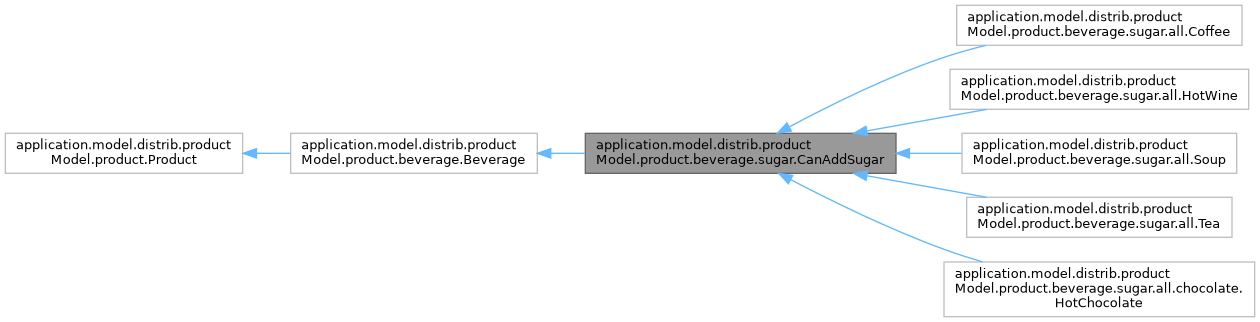 application.model.distrib.product
Model.product.Product
application.model.distrib.product
Model.product.beverage.Beverage
application.model.distrib.product
Model.product.beverage.sugar.CanAddSugar
application.model.distrib.product
Model.product.beverage.sugar.all.Coffee
application.model.distrib.product
Model.product.beverage.sugar.all.HotWine
application.model.distrib.product
Model.product.beverage.sugar.all.Soup
application.model.distrib.product
Model.product.beverage.sugar.all.Tea
application.model.distrib.product
Model.product.beverage.sugar.all.chocolate.
HotChocolate